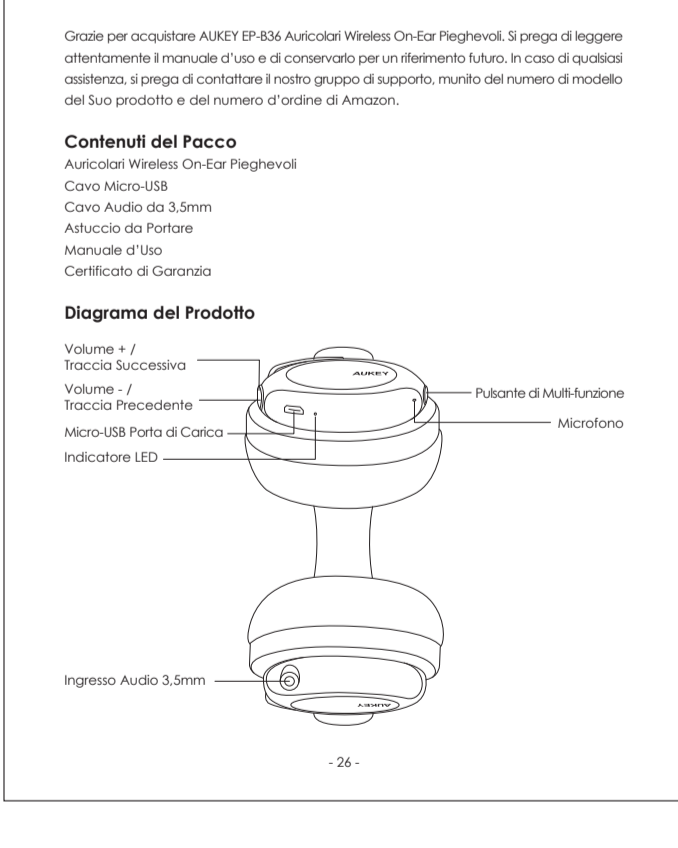 Grazie per acquistare AUKEY EP-B36 Auricolari Wireless On-Ear Pieghevoli. Si prega di leggere
attentamente il manuale d'uso e di conservarlo per un riferimento futuro. In caso di qualsiasi
assistenza, si prega di contattare il nostro gruppo di supporto, munito del numero di modello
del Suo prodotto e del numero d'ordine di Amazon.
Contenuti del Pacco
Auricolari Wireless On-Ear Pieghevoli
Cavo Micro-USB
Cavo Audio da 3,5mm
Astuccio da Portare
Manuale d'Uso
Certificato di Garanzia
Diagrama del Prodotto
Volume + /
Traccia Successiva
Volume - /
Traccia Precedente
Micro-USB Porta di Carica
Indicatore LED
AUKEY
Pulsante di Multi-funzione
Microfono
Ingresso Audio 3,5mm
AUKEY
- 26 -